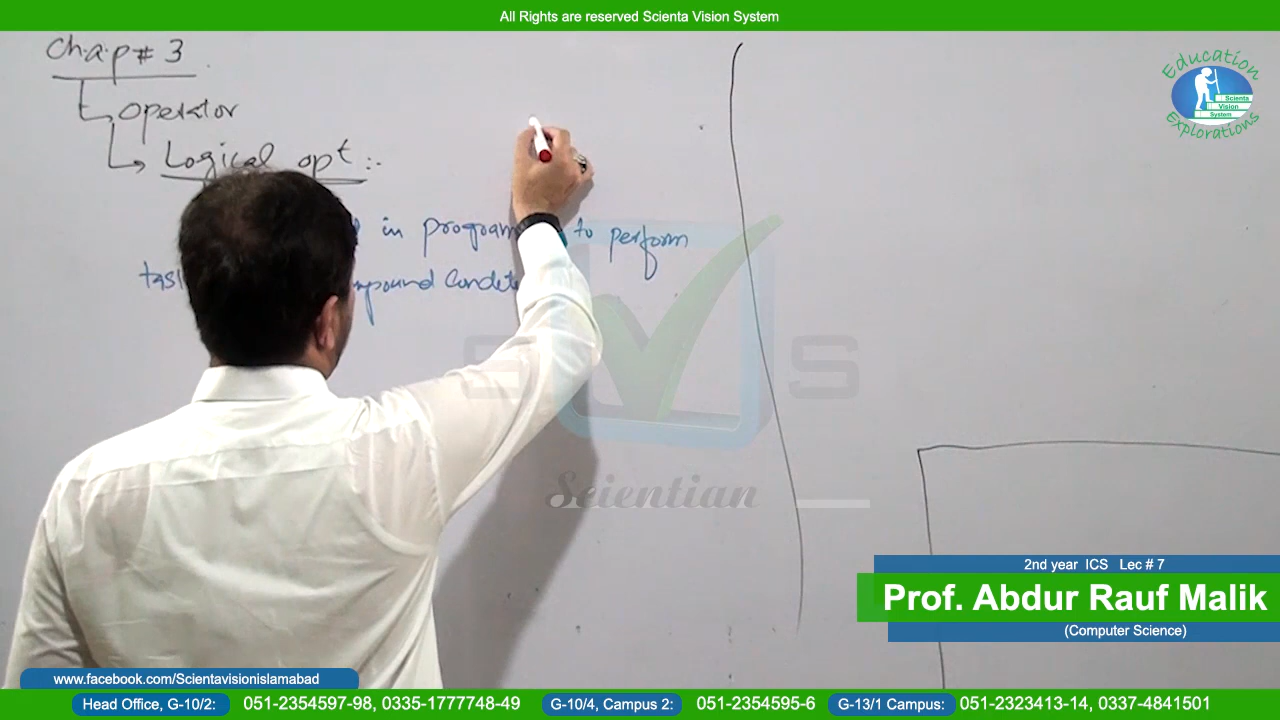 All Rights are reserved Scienta Vision System
Chap# 3
operator
Logical opt :-
in program to perform
Education
Scienta
Vision
System
Explorations
S S
Scientian
2nd year ICS Lec # 7
Prof. Abdur Rauf Malik
(Computer Science)
www.facebook.com/Scientavisionislamabad
Head Office, G-10/2: 051-2354597-98, 0335-1777748-49 G-10/4, Campus 2: 051-2354595-6 G-13/1 Campus: 051-2323413-14, 0337-4841501